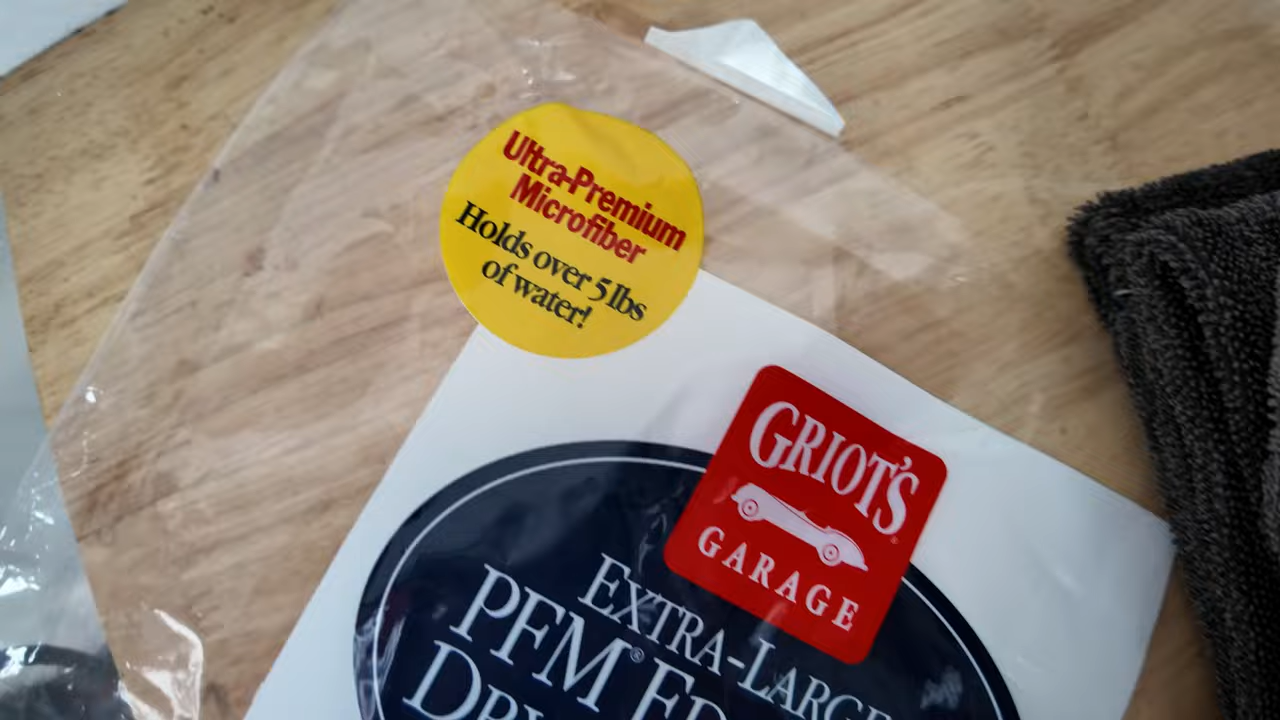 Ultra-Premium
Microfiber
Holds over 5 lbs
of water!
GRIOT'S
GARAGE
EXTRA-LARGE
PFM®